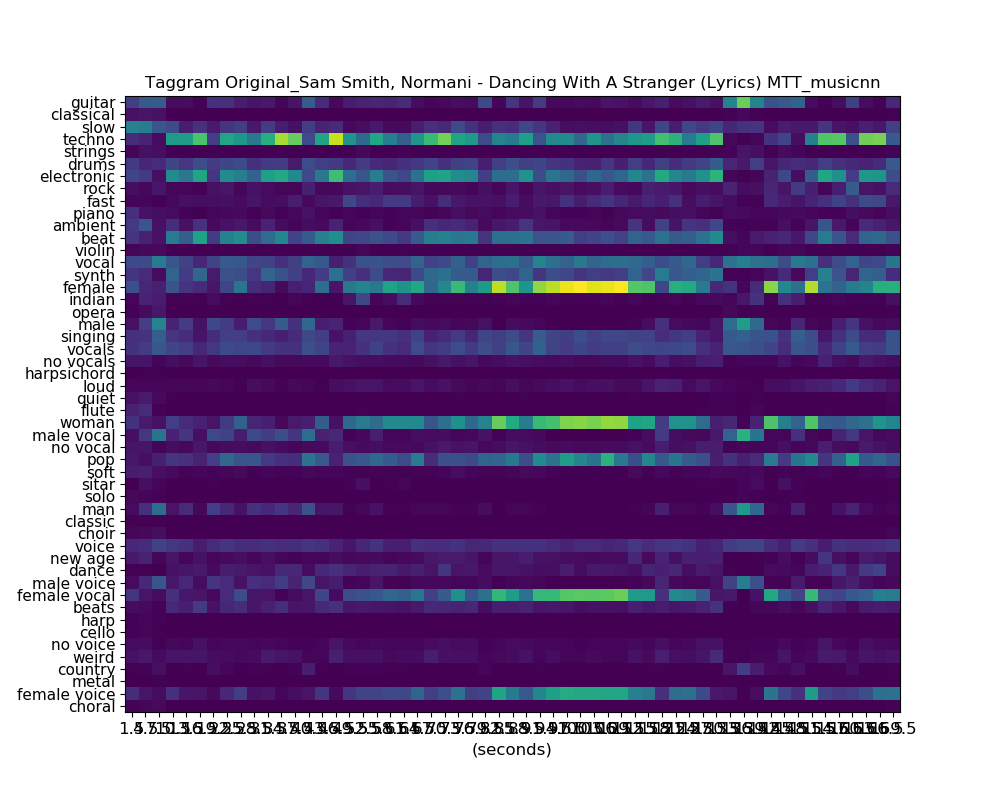 Taggram Original_Sam Smith, Normani - Dancing With A Stranger (Lyrics) MTT_musicnn
guitar
classical
slow
techno
strings
drums
electronic
rock
fast
piano
ambient
beat
violin
vocal
synth
female
indian
opera
male
singing
vocals
no vocals
harpsichord
loud
quiet
flute
woman
male vocal
no vocal
pop
soft
sitar
solo
man
classic
choir
voice
new age
dance
male voice
female vocal
beats
harp
cello
no voice
weird
country
metal
female voice
choral
(seconds)